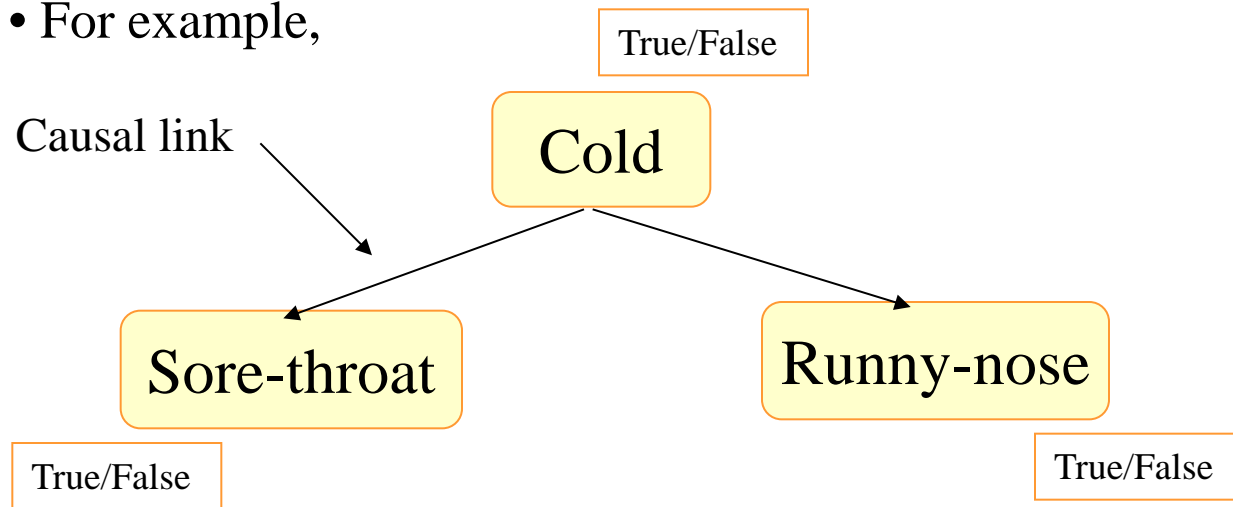 • For example,
True/False
Causal link
Cold
Sore-throat
Runny-nose
True/False
True/False